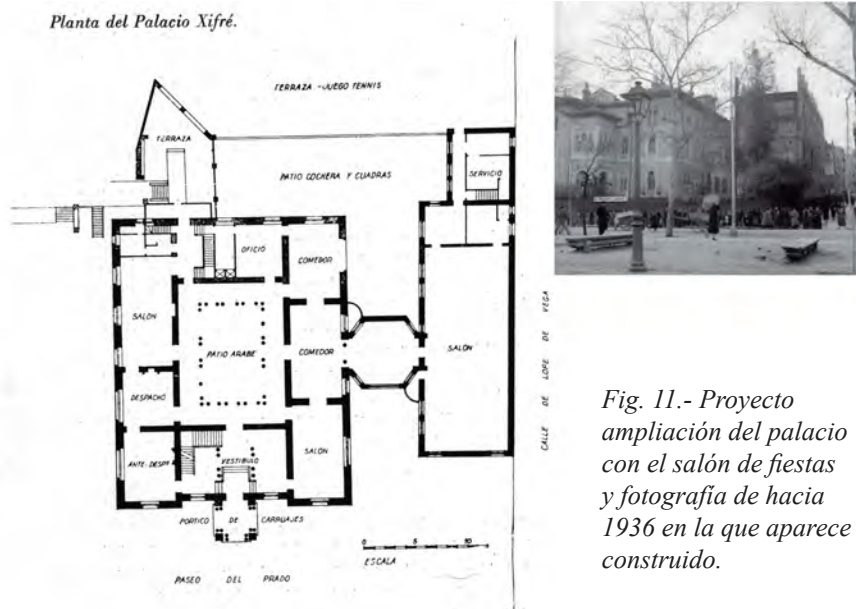 Planta del Palacio Xifré.
TERRAZA - JUEGO TENNIS
TERRAZA
PATIO COCHERA Y CUADRAS
SERVICIO
OFICIO
COMEDOR
SALON
PATIO ARABE
COMEDOR
SALON
DESPACHO
ANTE-DESPº
VESTIBULO
SALON
PORTICO DE CARRUAJES
PASEO DEL PRADO
0 5 10
ESCALA
CALLE DE LOPE DE VEGA
Fig. 11.- Proyecto
ampliación del palacio
con el salón de fiestas
y fotografía de hacia
1936 en la que aparece
construido.